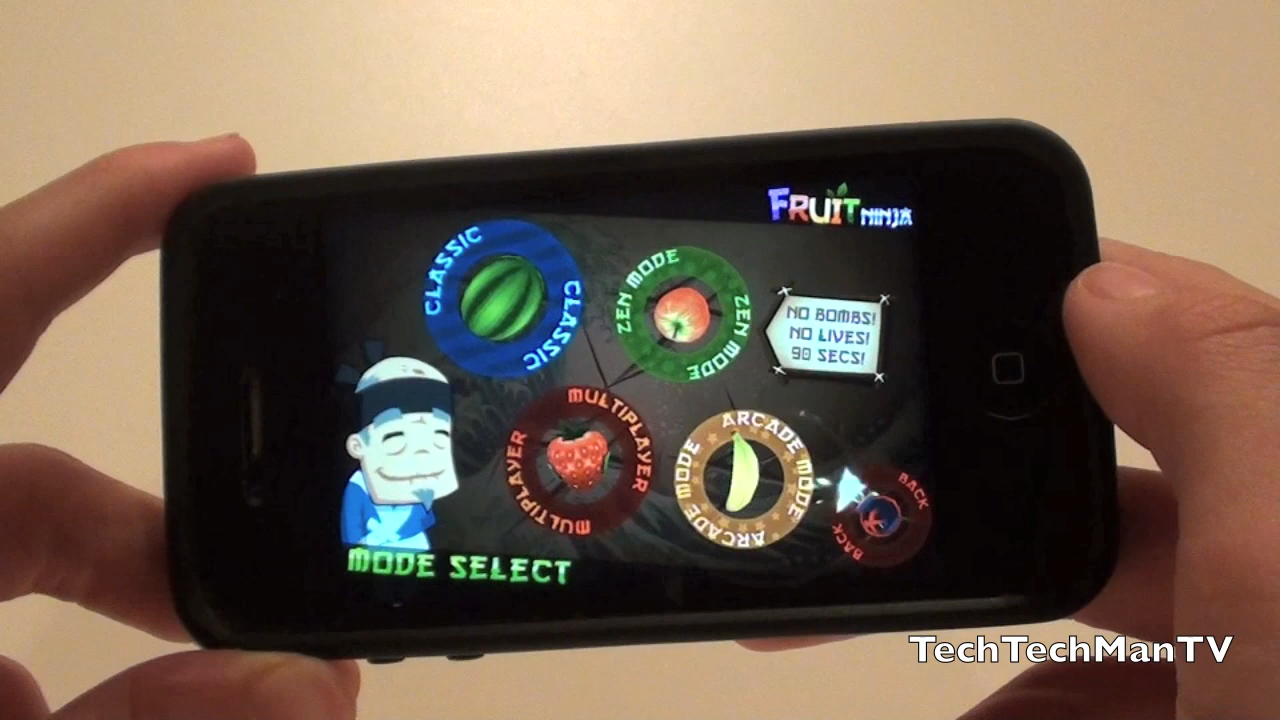 FRUIT NINJA
CLASSIC
CLASSIC
ZEN MODE
ZEN MODE
NO BOMBS!
NO LIVES!
90 SECS!
MULTIPLAYER
MULTIPLAYER
ARCADE MODE
ARCADE MODE
BACK
BACK
MODE SELECT
TechTechManTV